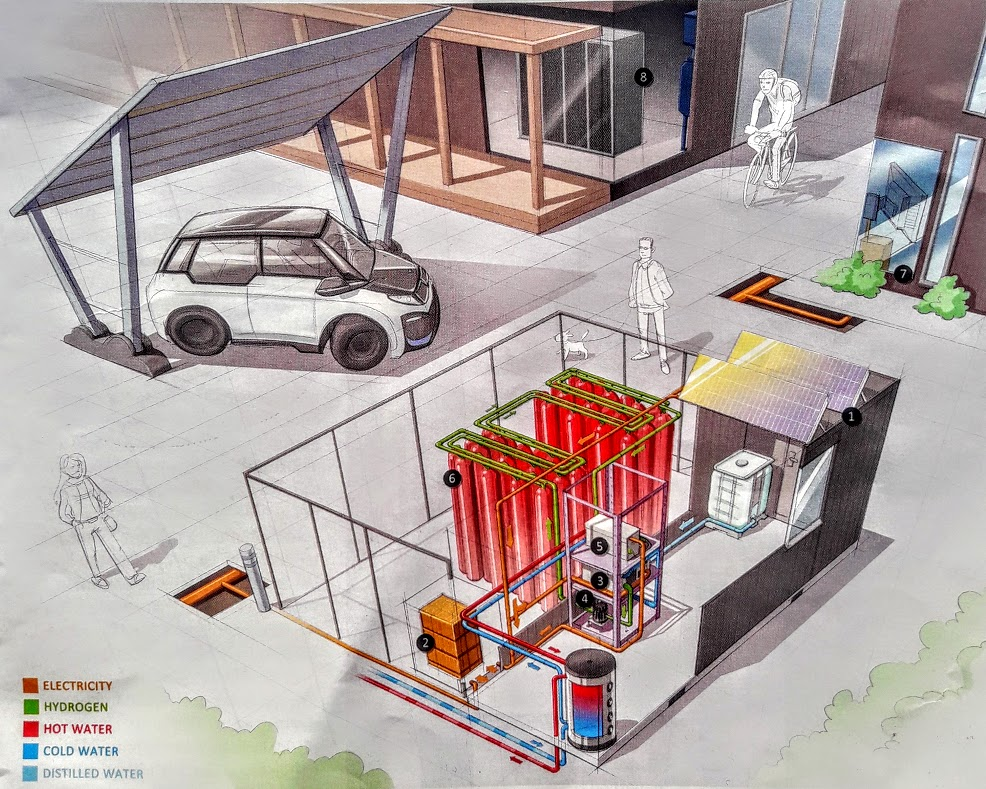 8
7
1
6
5
3
4
2
ELECTRICITY
HYDROGEN
HOT WATER
COLD WATER
DISTILLED WATER